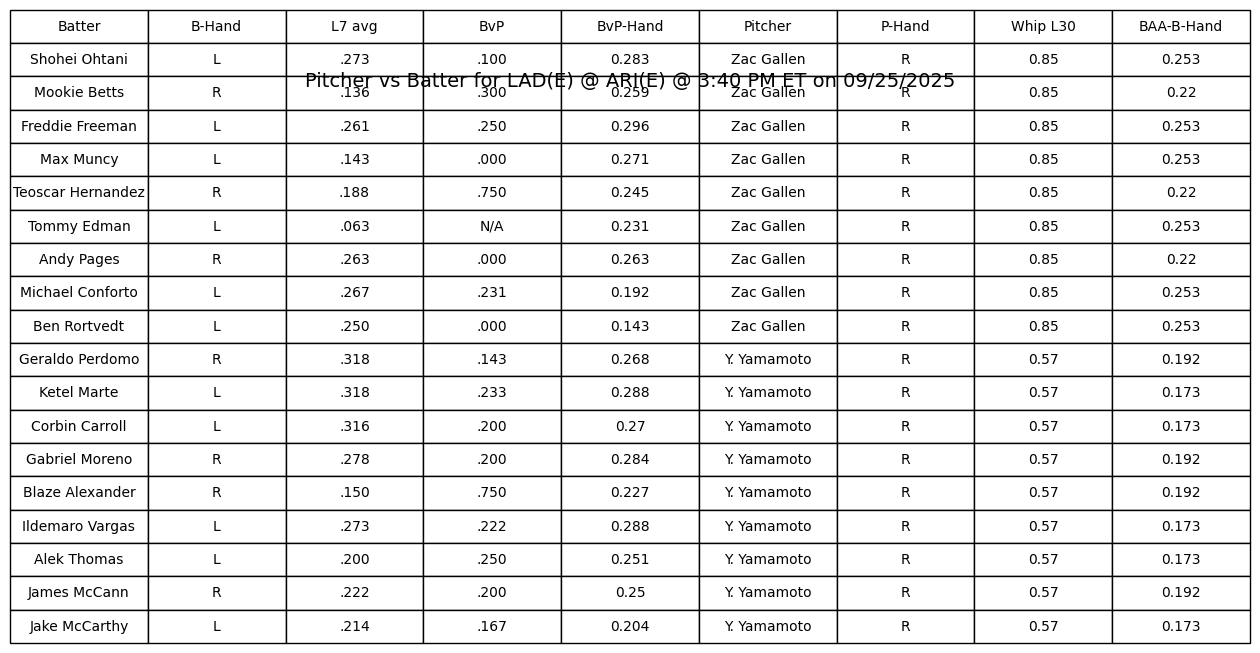 Batter B-Hand L7 avg BvP BvP-Hand Pitcher P-Hand Whip L30 BAA-B-Hand
Shohei Ohtani L .273 .100 0.283 Zac Gallen R 0.85 0.253
Pitcher vs Batter for LAD(E) @ ARI(E) @ 3:40 PM ET on 09/25/2025
Mookie Betts R .136 .300 0.259 Zac Gallen R 0.85 0.22
Freddie Freeman L .261 .250 0.296 Zac Gallen R 0.85 0.253
Max Muncy L .143 .000 0.271 Zac Gallen R 0.85 0.253
Teoscar Hernandez R .188 .750 0.245 Zac Gallen R 0.85 0.22
Tommy Edman L .063 N/A 0.231 Zac Gallen R 0.85 0.253
Andy Pages R .263 .000 0.263 Zac Gallen R 0.85 0.22
Michael Conforto L .267 .231 0.192 Zac Gallen R 0.85 0.253
Ben Rortvedt L .250 .000 0.143 Zac Gallen R 0.85 0.253
Geraldo Perdomo R .318 .143 0.268 Y. Yamamoto R 0.57 0.192
Ketel Marte L .318 .233 0.288 Y. Yamamoto R 0.57 0.173
Corbin Carroll L .316 .200 0.27 Y. Yamamoto R 0.57 0.173
Gabriel Moreno R .278 .200 0.284 Y. Yamamoto R 0.57 0.192
Blaze Alexander R .150 .750 0.227 Y. Yamamoto R 0.57 0.192
Ildemaro Vargas L .273 .222 0.288 Y. Yamamoto R 0.57 0.173
Alek Thomas L .200 .250 0.251 Y. Yamamoto R 0.57 0.173
James McCann R .222 .200 0.25 Y. Yamamoto R 0.57 0.192
Jake McCarthy L .214 .167 0.204 Y. Yamamoto R 0.57 0.173